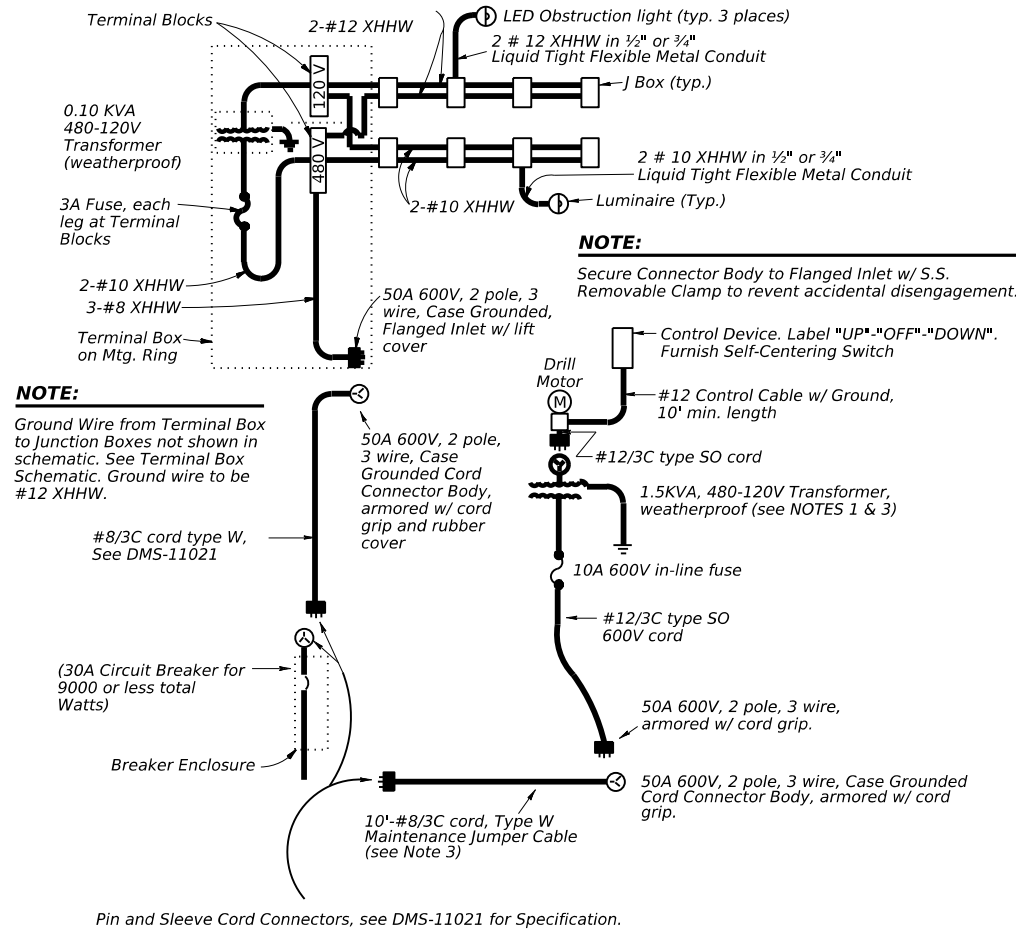 Terminal Blocks
2-#12 XHHW
LED Obstruction light (typ. 3 places)
2 # 12 XHHW in ½" or ¾"
Liquid Tight Flexible Metal Conduit
J Box (typ.)
120 V
0.10 KVA
480-120V
Transformer
(weatherproof)
480 V
2 # 10 XHHW in ½" or ¾"
Liquid Tight Flexible Metal Conduit
2-#10 XHHW
Luminaire (Typ.)
3A Fuse, each
leg at Terminal
Blocks
NOTE:
Secure Connector Body to Flanged Inlet w/ S.S.
Removable Clamp to revent accidental disengagement.
2-#10 XHHW
3-#8 XHHW
50A 600V, 2 pole, 3
wire, Case Grounded,
Flanged Inlet w/ lift
cover
Terminal Box
on Mtg. Ring
Control Device. Label "UP"-"OFF"-"DOWN".
Furnish Self-Centering Switch
Drill
Motor
M
#12 Control Cable w/ Ground,
10' min. length
NOTE:
Ground Wire from Terminal Box
to Junction Boxes not shown in
schematic. See Terminal Box
Schematic. Ground wire to be
#12 XHHW.
50A 600V, 2 pole,
3 wire, Case
Grounded Cord
Connector Body,
armored w/ cord
grip and rubber
cover
#12/3C type SO cord
1.5KVA, 480-120V Transformer,
weatherproof (see NOTES 1 & 3)
#8/3C cord type W,
See DMS-11021
10A 600V in-line fuse
#12/3C type SO
600V cord
(30A Circuit Breaker for
9000 or less total
Watts)
50A 600V, 2 pole, 3 wire,
armored w/ cord grip.
Breaker Enclosure
50A 600V, 2 pole, 3 wire, Case Grounded
Cord Connector Body, armored w/ cord
grip.
10'-#8/3C cord, Type W
Maintenance Jumper Cable
(see Note 3)
Pin and Sleeve Cord Connectors, see DMS-11021 for Specification.